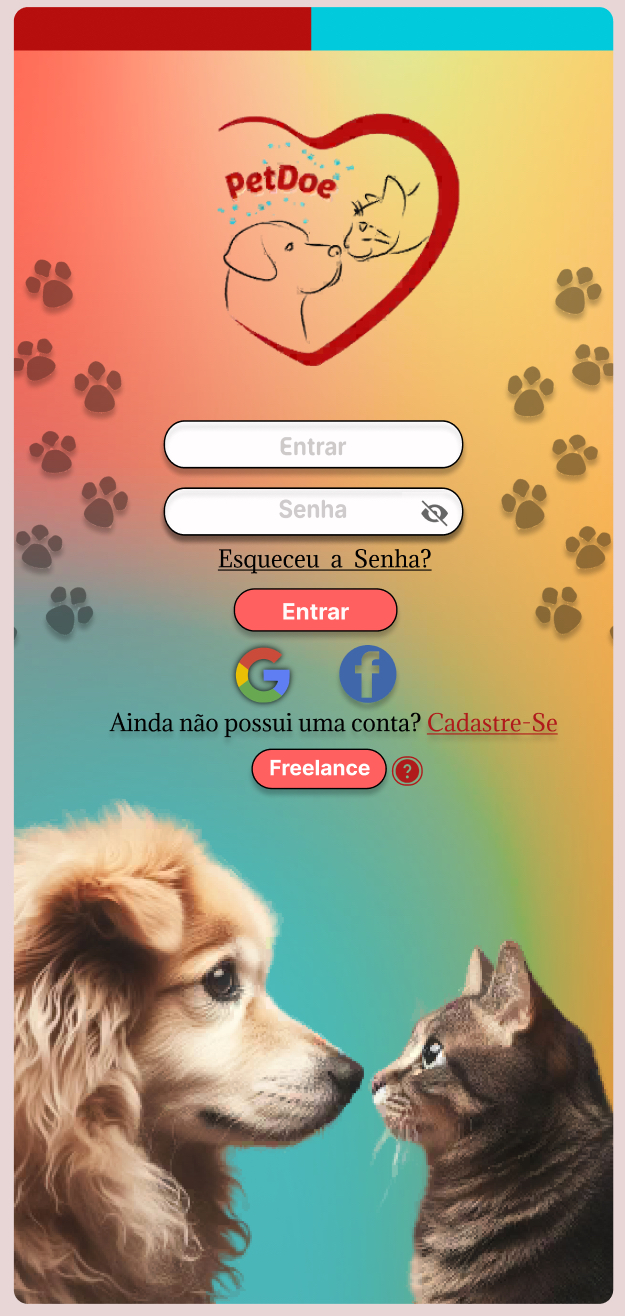 PetDoe
Entrar
Senha
Esqueceu a Senha?
Entrar
Ainda não possui uma conta? Cadastre-Se
Freelance ?